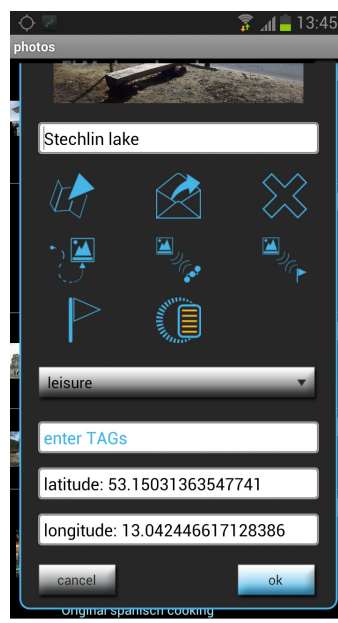 13:45
photos
Stechlin lake
leisure
enter TAGs
latitude: 53.15031363547741
longitude: 13.042446617128386
cancel
ok
Original spanisch cooking